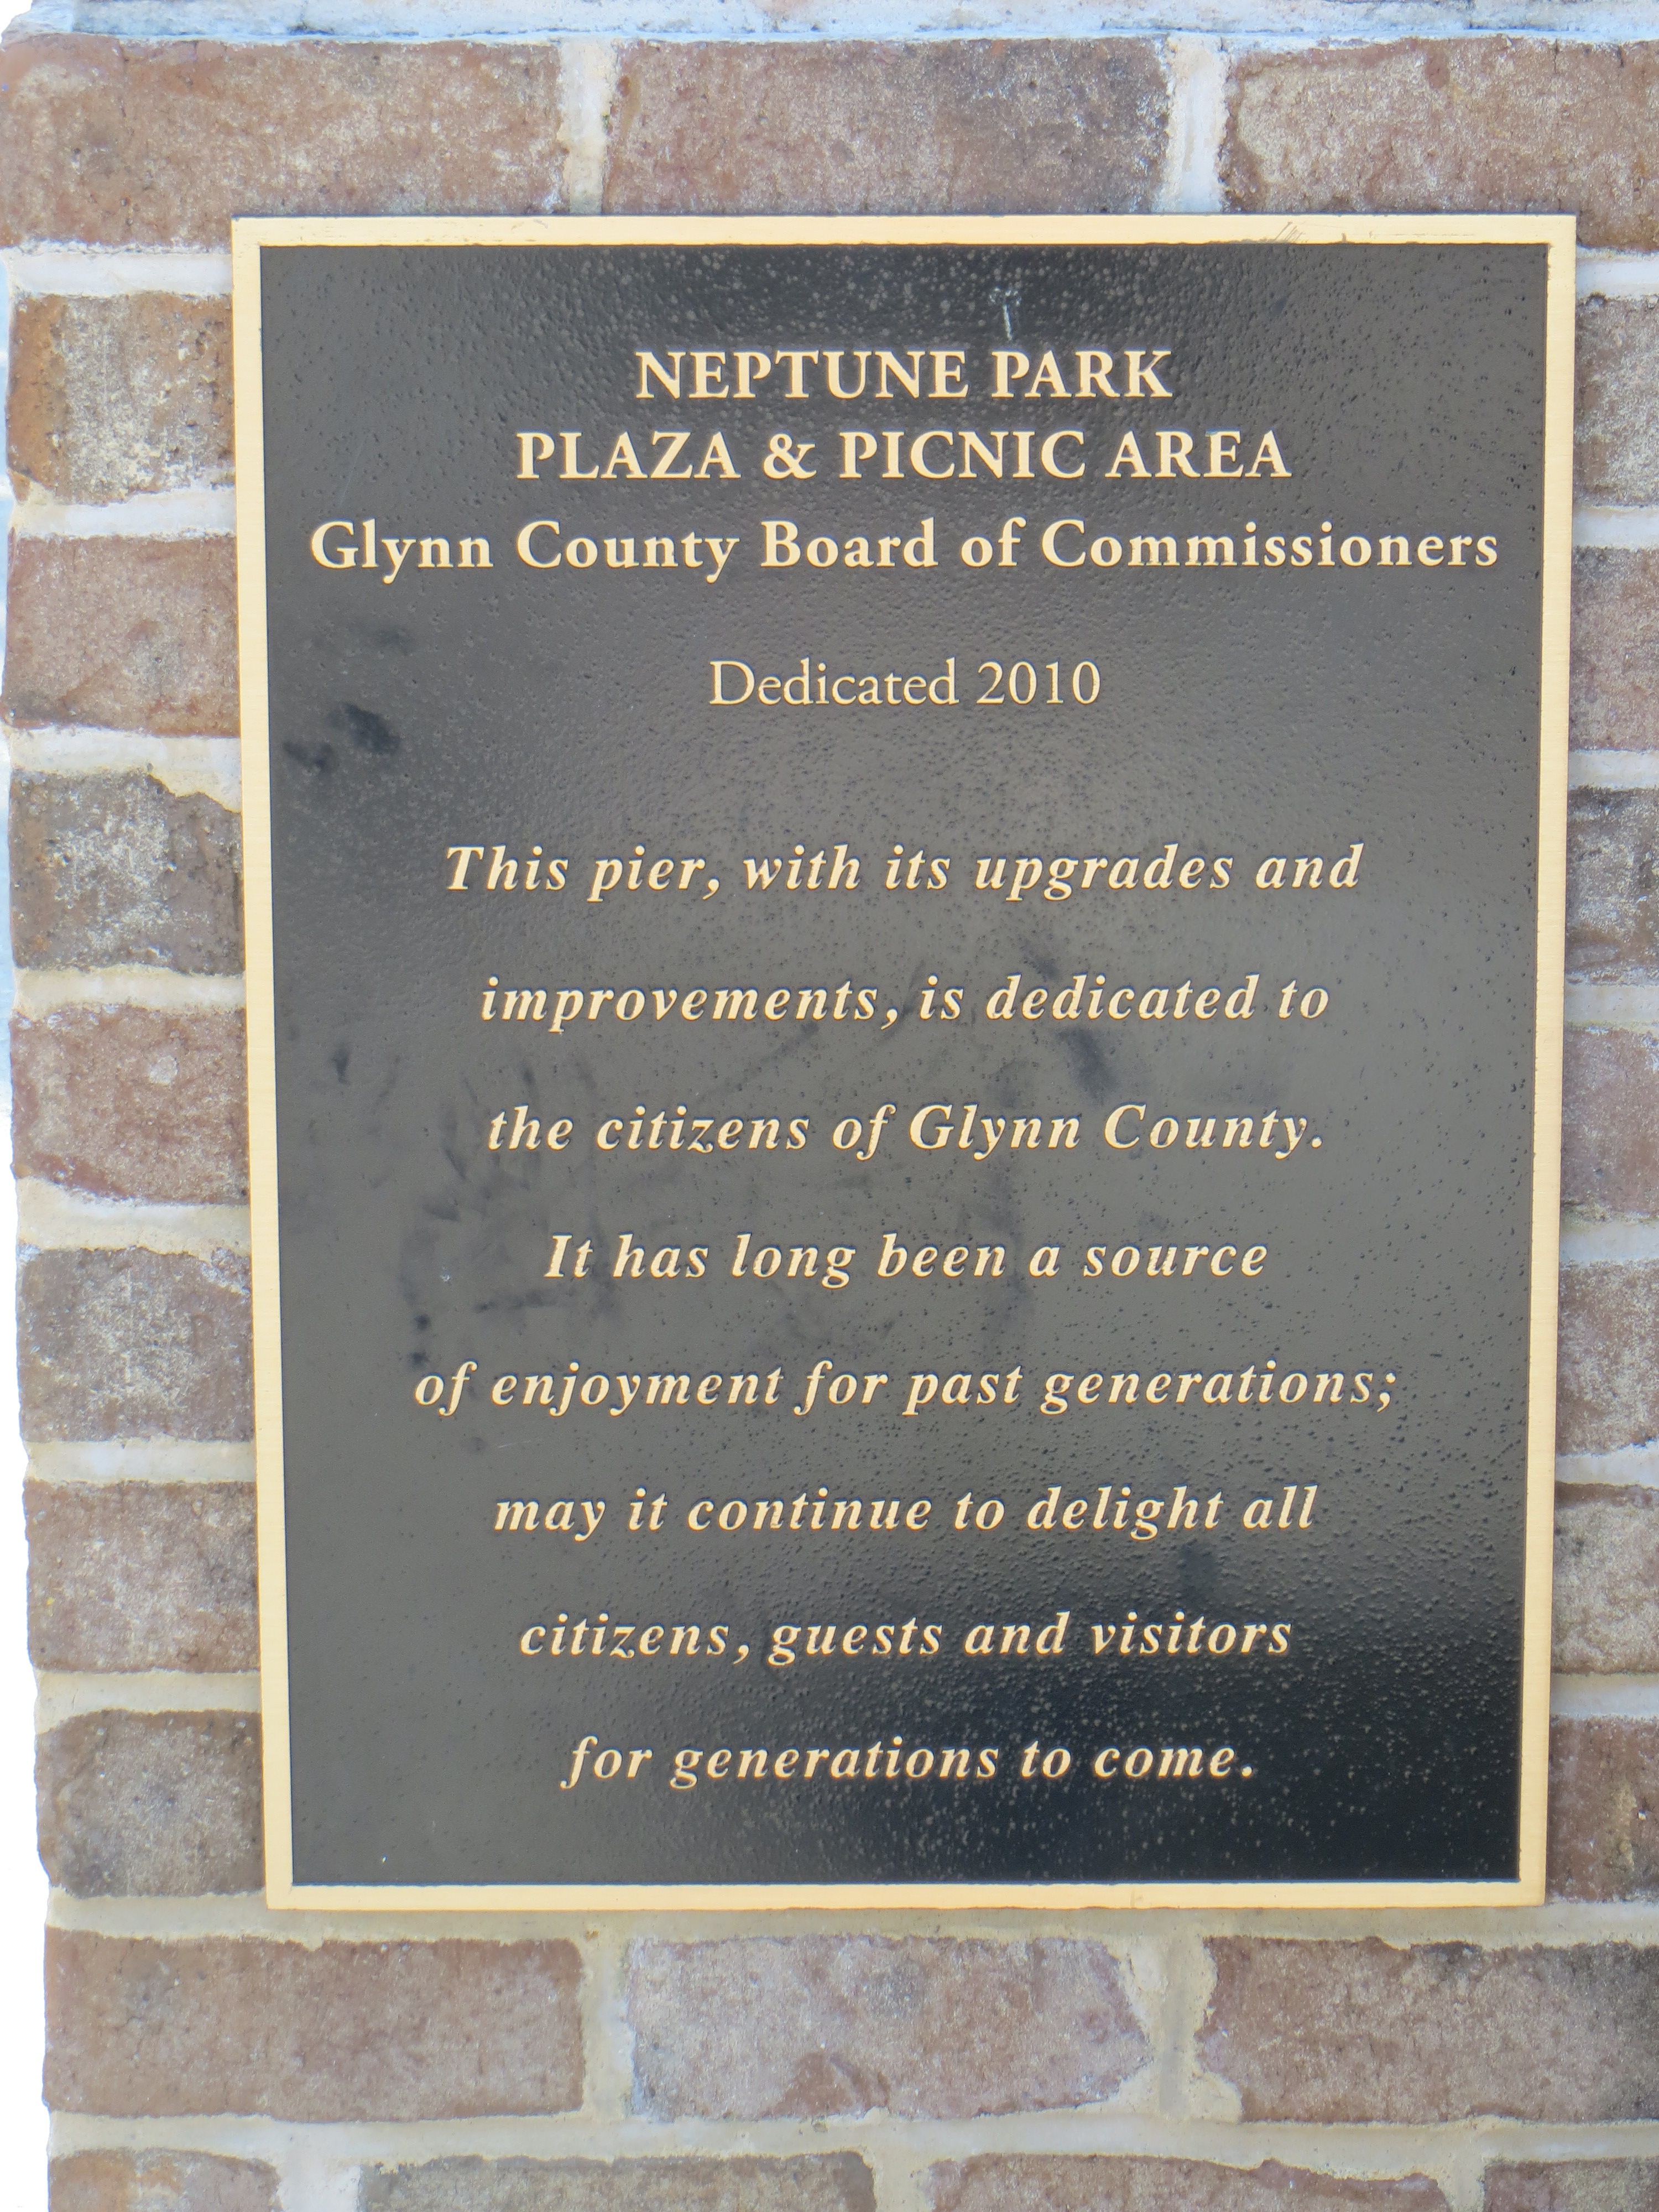 NEPTUNE PARK
PLAZA & PICNIC AREA
Glynn County Board of Commissioners
Dedicated 2010
This pier, with its upgrades and
improvements, is dedicated to
the citizens of Glynn County.
It has long been a source
of enjoyment for past generations;
may it continue to delight all
citizens, guests and visitors
for generations to come.